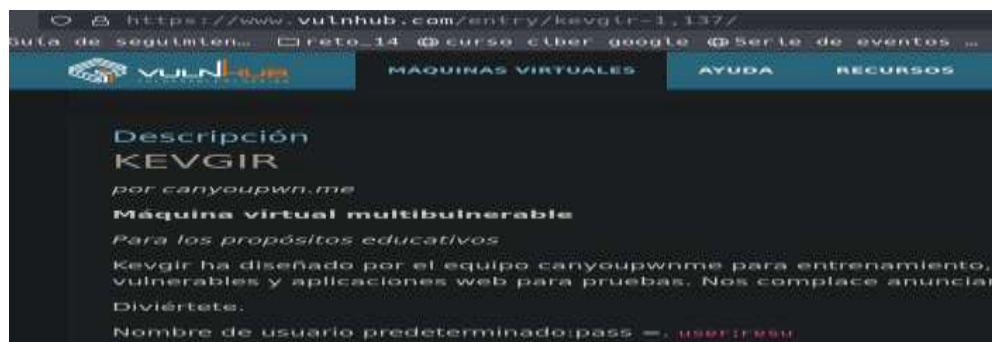 https://www.vulnhub.com/entry/kevgir-1,137/
Guía de seguimien... reto_14 curso ciber google Serie de eventos ...
VULNHUB MÁQUINAS VIRTUALES AYUDA RECURSOS
Descripción
KEVGIR
por canyoupwn.me
Máquina virtual multibulnerable
Para los propósitos educativos
Kevgir ha diseñado por el equipo canyoupwnme para entrenamiento,
vulnerables y aplicaciones web para pruebas. Nos complace anunciar
Diviértete.
Nombre de usuario predeterminado:pass =. user:resu